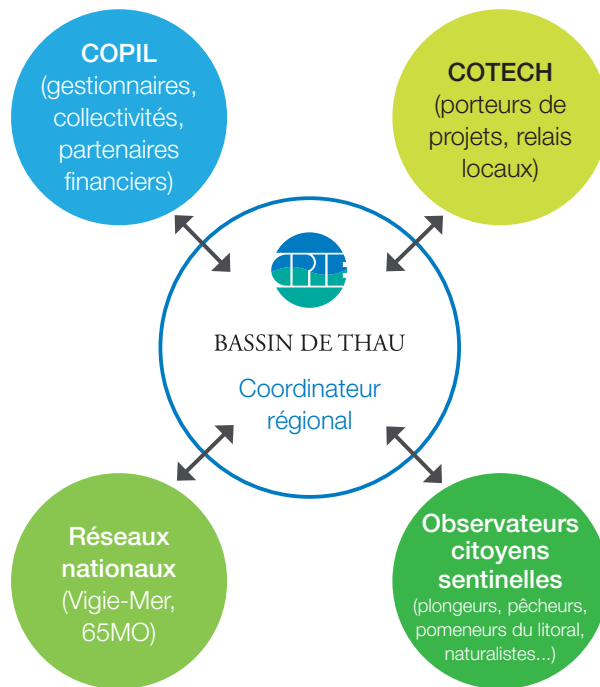 COPIL
(gestionnaires,
collectivités,
partenaires
financiers)
COTECH
(porteurs de
projets, relais
locaux)
CPIE
BASSIN DE THAU
Coordinateur
régional
Réseaux
nationaux
(Vigie-Mer,
65MO)
Observateurs
citoyens
sentinelles
(plongeurs, pêcheurs,
pomeneurs du litoral,
naturalistes...)